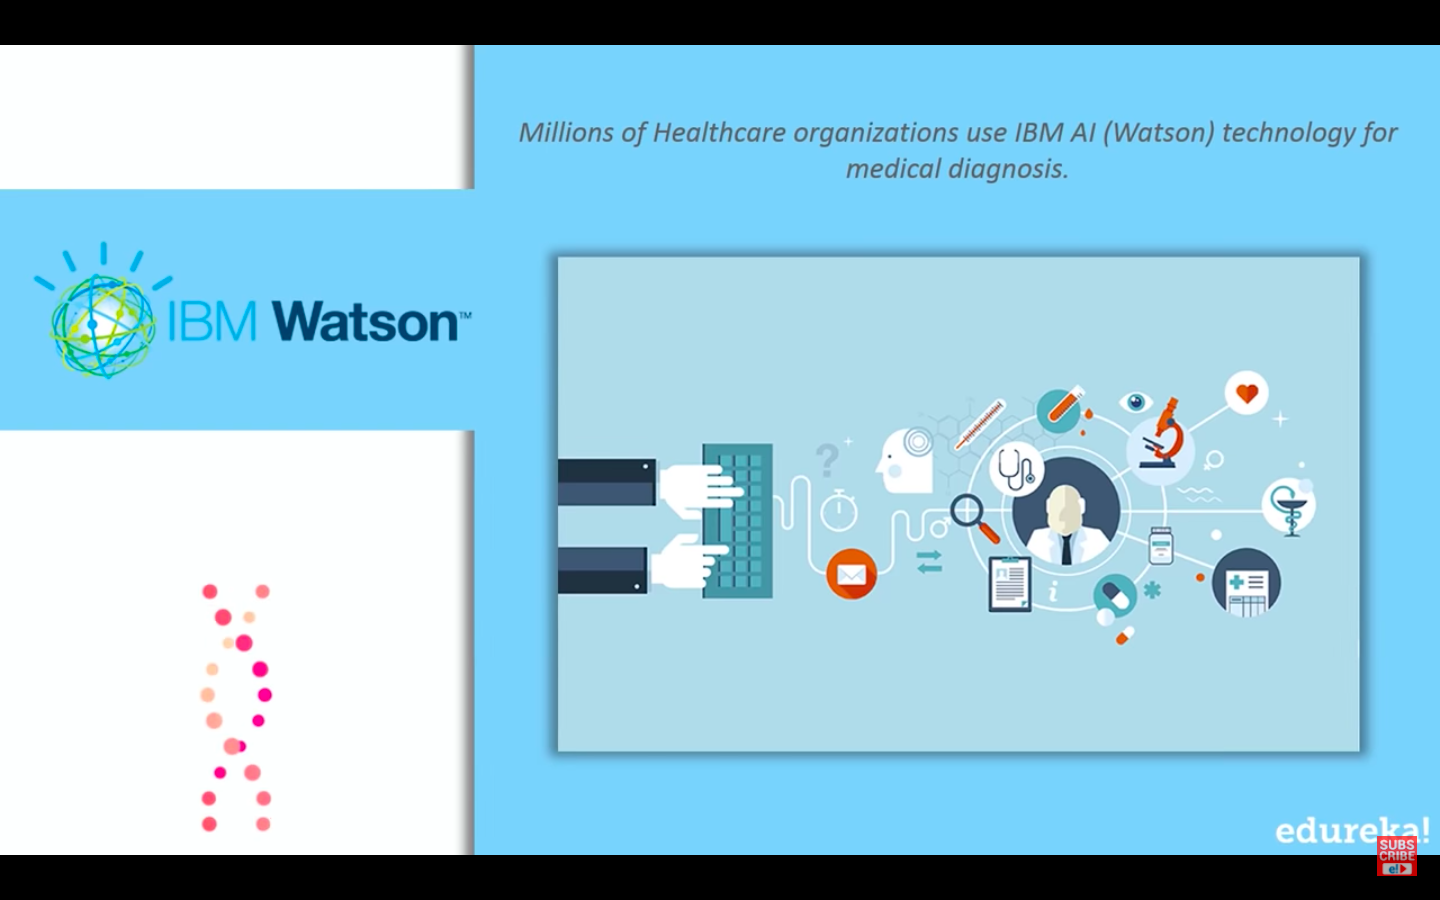 Millions of Healthcare organizations use IBM AI (Watson) technology for
medical diagnosis.
IBM Watson™
?
i
edureka!
SUBS
CRIBE
e!